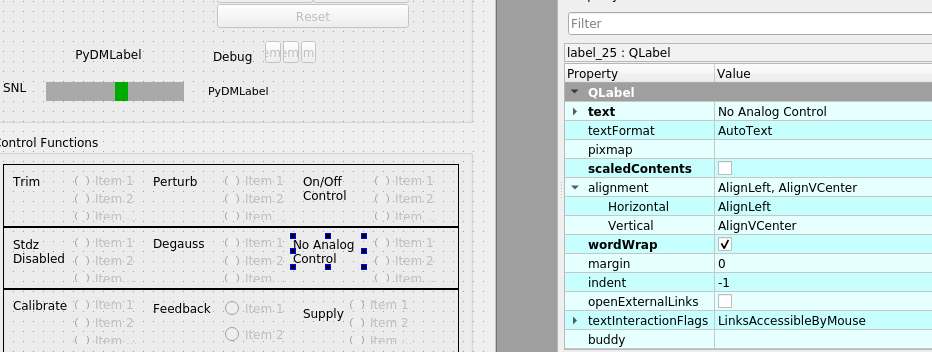 Reset
PyDMLabel
Debug
SNL
PyDMLabel
Control Functions
Trim
( ) Item 1
( ) Item 2
( ) Item...
Perturb
( ) Item 1
( ) Item 2
( ) Item...
On/Off
Control
( ) Item 1
( ) Item 2
( ) Item...
Stdz
Disabled
( ) Item 1
( ) Item 2
( ) Item...
Degauss
( ) Item 1
( ) Item 2
( ) Item...
No Analog
Control
( ) Item 1
( ) Item 2
( ) Item...
Calibrate
( ) Item 1
( ) Item 2
( ) Item...
Feedback
Item 1
Item 2
Supply
( ) Item 1
( ) Item 2
( ) Item...
Filter
label_25 : QLabel
Property Value
QLabel
text No Analog Control
textFormat AutoText
pixmap
scaledContents
alignment AlignLeft, AlignVCenter
Horizontal AlignLeft
Vertical AlignVCenter
wordWrap
margin 0
indent -1
openExternalLinks
textInteractionFlags LinksAccessibleByMouse
buddy